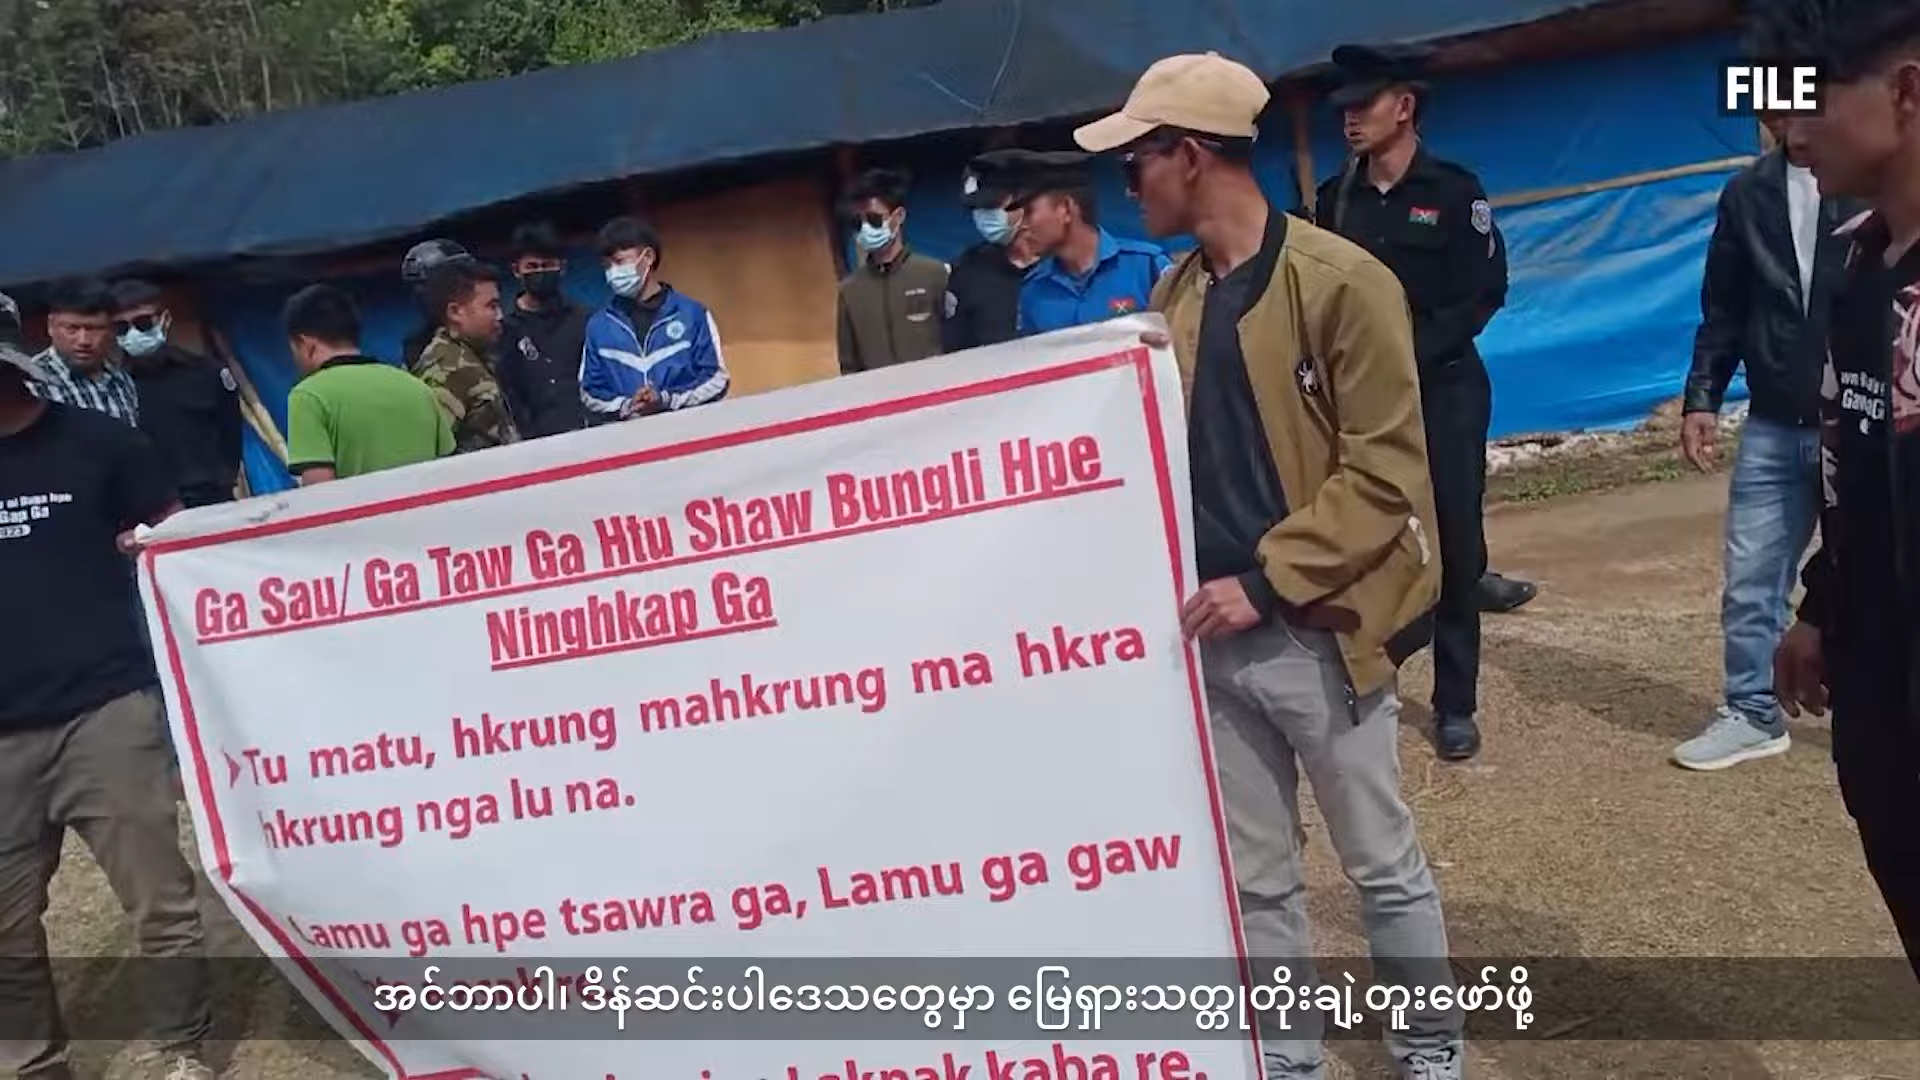 FILE
Ga Sau/ Ga Taw Ga Htu Shaw Bungli Hpe
Ninghkap Ga
Tu matu, hkrung mahkrung ma hkra
hkrung nga lu na.
Lamu ga hpe tsawra ga, Lamu ga gaw
kaba re.
အင်ဘာပါ၊ ဒိန်ဆင်းပါဒေသတွေမှာ မြေရှားသတ္တုတိုးချဲ့တူးဖော်ဖို့